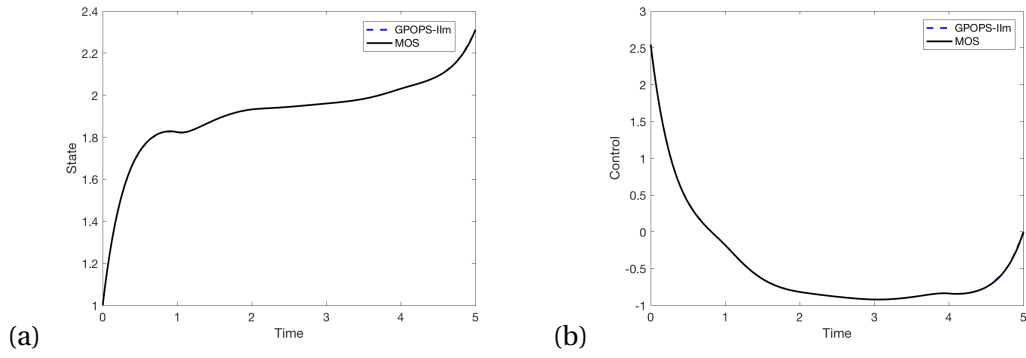 2.4
2.2
2
1.8
1.6
1.4
1.2
1
State
0 1 2 3 4 5
Time
GPOPS-IIm
MOS
(a)
3
2.5
2
1.5
1
0.5
0
-0.5
-1
Control
0 1 2 3 4 5
Time
GPOPS-IIm
MOS
(b)